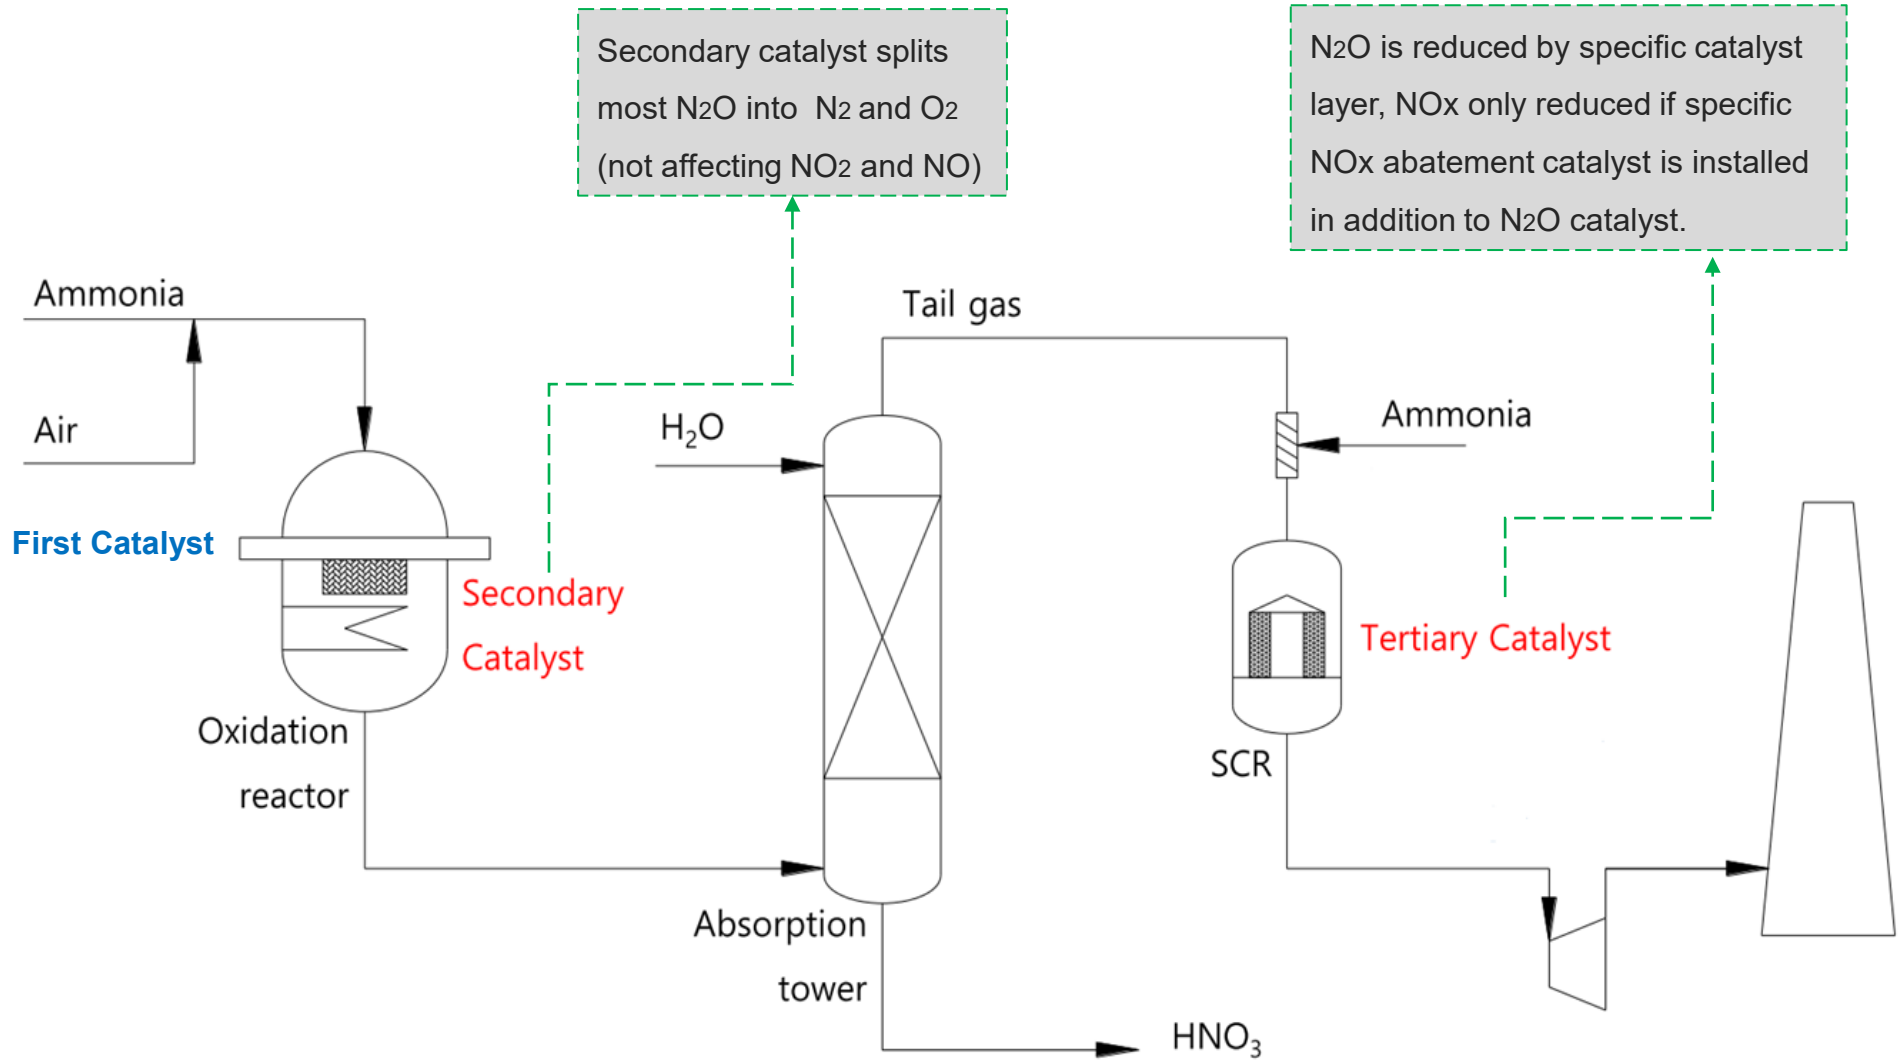 Secondary catalyst splits
most N2O into N2 and O2
(not affecting NO2 and NO)
N2O is reduced by specific catalyst
layer, NOx only reduced if specific
NOx abatement catalyst is installed
in addition to N2O catalyst.
Ammonia
Air
Tail gas
H₂O
Ammonia
First Catalyst
Secondary
Catalyst
Tertiary Catalyst
Oxidation
reactor
SCR
Absorption
tower
HNO₃